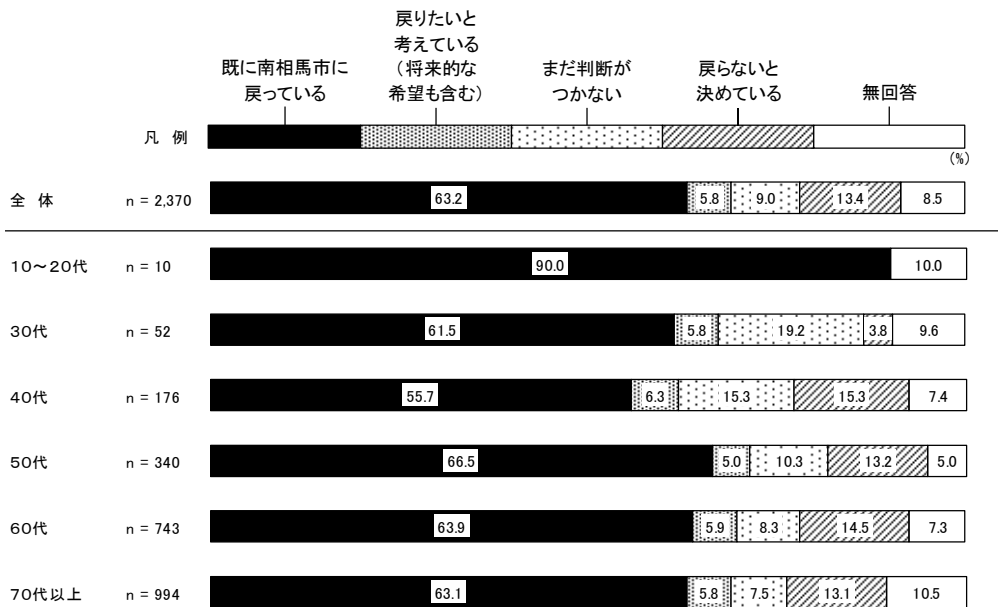 既に南相馬市に
戻っている
戻りたいと
考えている
（将来的な
希望も含む）
まだ判断が
つかない
戻らないと
決めている
無回答
凡 例
(%)
全 体 n = 2,370 63.2 5.8 9.0 13.4 8.5
10～20代 n = 10 90.0 10.0
30代 n = 52 61.5 5.8 19.2 3.8 9.6
40代 n = 176 55.7 6.3 15.3 15.3 7.4
50代 n = 340 66.5 5.0 10.3 13.2 5.0
60代 n = 743 63.9 5.9 8.3 14.5 7.3
70代以上 n = 994 63.1 5.8 7.5 13.1 10.5